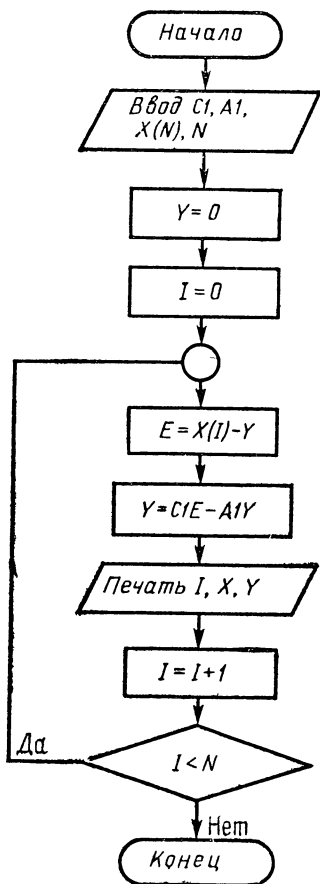 Начало
Ввод C1, A1,
X(N), N
Y = 0
I = 0
E = X(I) - Y
Y = C1E - A1Y
Печать I, X, Y
I = I + 1
Да
I < N
Нет
Конец